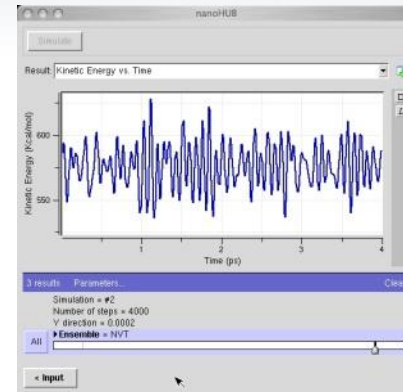 nanoHUB
Simulate
Result: Kinetic Energy vs. Time
Kinetic Energy (Kcal/mol)
600
550
1
2
3
4
Time (ps)
3 results Parameters... Clea
Simulation = #2
Number of steps = 4000
Y direction = 0.0002
All
Ensemble = NVT
< Input